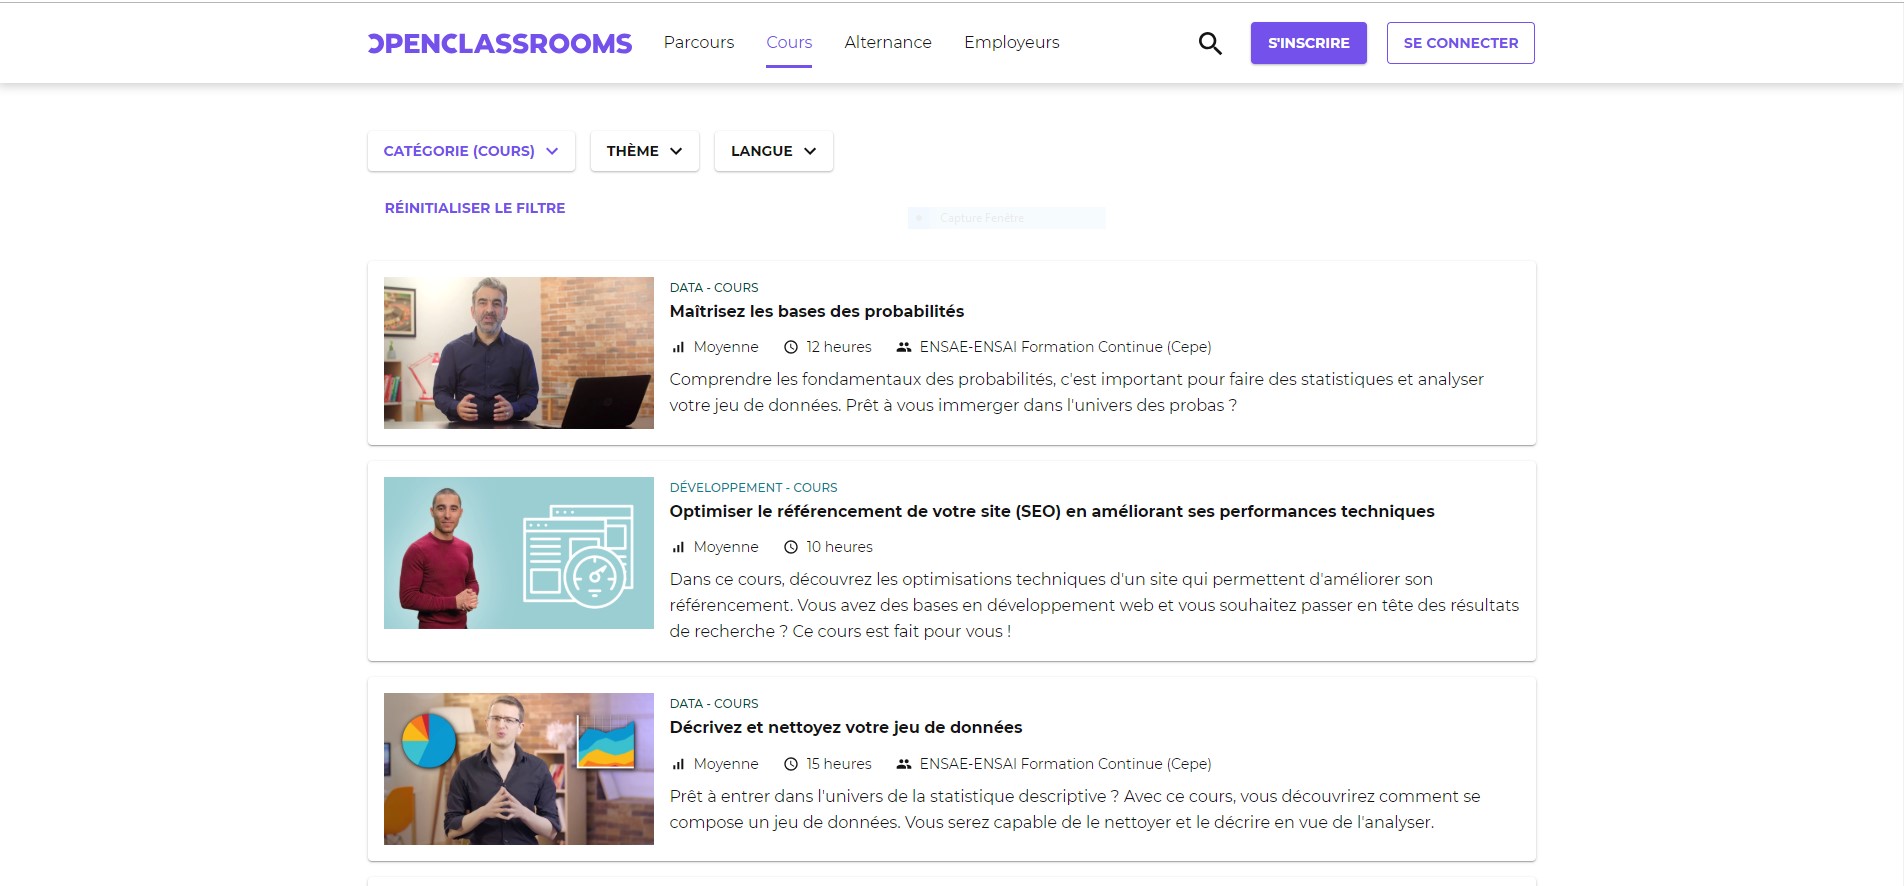 OPENCLASSROOMS
Parcours
Cours
Alternance
Employeurs
S'INSCRIRE
SE CONNECTER
CATÉGORIE (COURS)
THÈME
LANGUE
RÉINITIALISER LE FILTRE
Capture Fenêtre
DATA - COURS
Maîtrisez les bases des probabilités
Moyenne
12 heures
ENSAE-ENSAI Formation Continue (Cepe)
Comprendre les fondamentaux des probabilités, c'est important pour faire des statistiques et analyser
votre jeu de données. Prêt à vous immerger dans l'univers des probas ?
DÉVELOPPEMENT - COURS
Optimiser le référencement de votre site (SEO) en améliorant ses performances techniques
Moyenne
10 heures
Dans ce cours, découvrez les optimisations techniques d'un site qui permettent d'améliorer son
référencement. Vous avez des bases en développement web et vous souhaitez passer en tête des résultats
de recherche ? Ce cours est fait pour vous !
DATA - COURS
Décrivez et nettoyez votre jeu de données
Moyenne
15 heures
ENSAE-ENSAI Formation Continue (Cepe)
Prêt à entrer dans l'univers de la statistique descriptive ? Avec ce cours, vous découvrirez comment se
compose un jeu de données. Vous serez capable de le nettoyer et le décrire en vue de l'analyser.